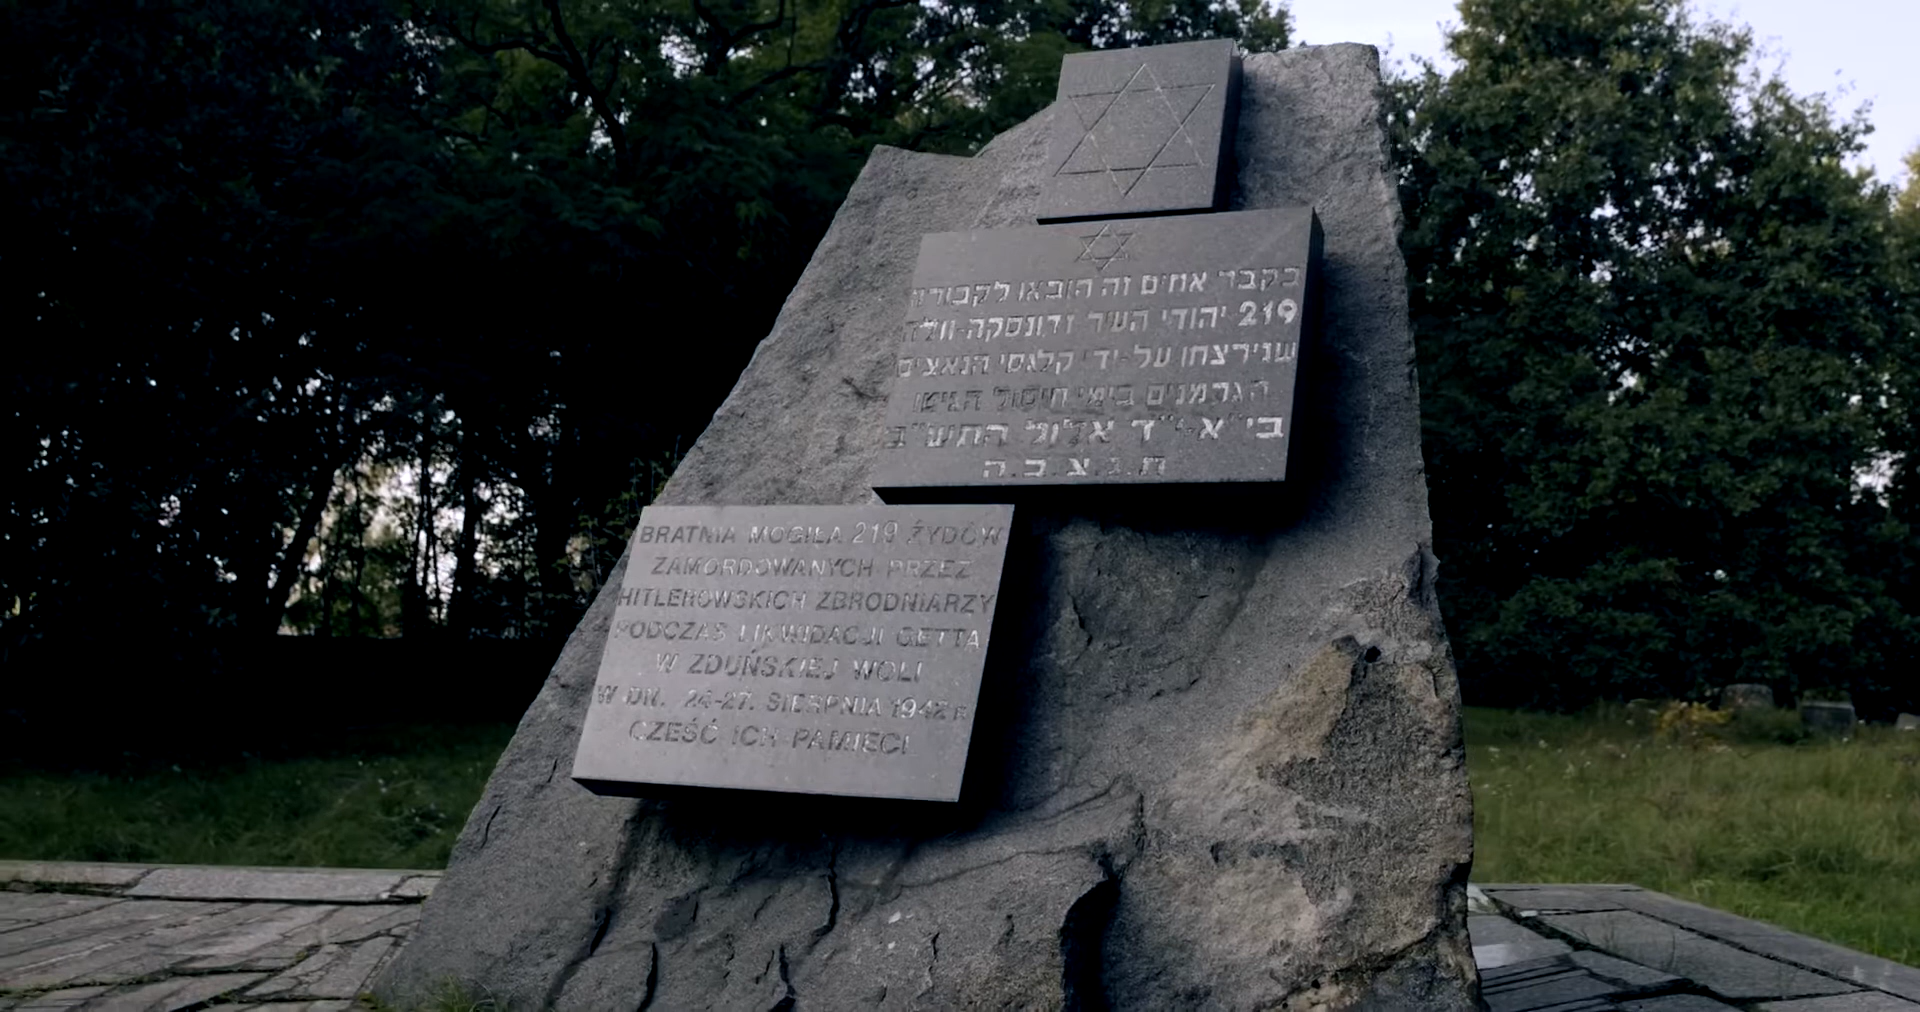 בקבר אחים זה הובאו לקבורה
219 יהודי העיר זדונסקה-וולה
שנירצחו על-ידי קלגסי הנאצים
הגרמנים בימי חיסול הגיטו
בי"א-י"ד אלול התש"ב
ת.נ.צ.ב.ה
BRATNIA MOGIŁA 219 ŻYDÓW
ZAMORDOWANYCH PRZEZ
HITLEROWSKICH ZBRODNIARZY
PODCZAS LIKWIDACJI GETTA
W ZDUŃSKIEJ WOLI
W DN. 24-27. SIERPNIA 1942 R
CZEŚĆ ICH PAMIĘCI